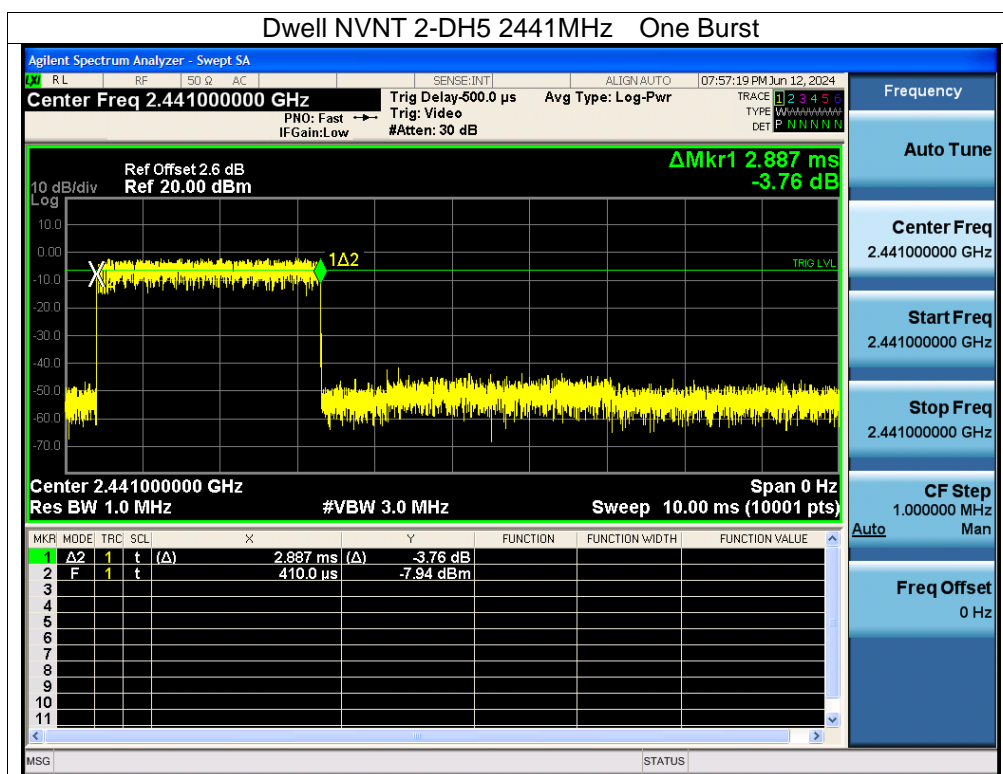 Dwell NVNT 2-DH5 2441MHz One Burst
Agilent Spectrum Analyzer - Swept SA
LXI RL RF 50 Ω AC SENSE:INT ALIGN AUTO 07:57:19 PM Jun 12, 2024
Center Freq 2.441000000 GHz
PNO: Fast
IFGain:Low
Trig Delay-500.0 µs
Trig: Video
#Atten: 30 dB
Avg Type: Log-Pwr
TRACE 1 2 3 4 5 6
TYPE WWWWWW
DET P N N N N N
Ref Offset 2.6 dB
Ref 20.00 dBm
10 dB/div
Log
ΔMkr1 2.887 ms
-3.76 dB
10.0
0.00
-10.0
-20.0
-30.0
-40.0
-50.0
-60.0
-70.0
1Δ2
TRIG LVL
Center 2.441000000 GHz Span 0 Hz
Res BW 1.0 MHz #VBW 3.0 MHz Sweep 10.00 ms (10001 pts)
MKR MODE TRC SCL X Y FUNCTION FUNCTION WIDTH FUNCTION VALUE
1 Δ2 1 t (Δ) 2.887 ms (Δ) -3.76 dB
2 F 1 t 410.0 µs -7.94 dBm
3
4
5
6
7
8
9
10
11
MSG STATUS
Frequency
Auto Tune
Center Freq
2.441000000 GHz
Start Freq
2.441000000 GHz
Stop Freq
2.441000000 GHz
CF Step
1.000000 MHz
Auto Man
Freq Offset
0 Hz